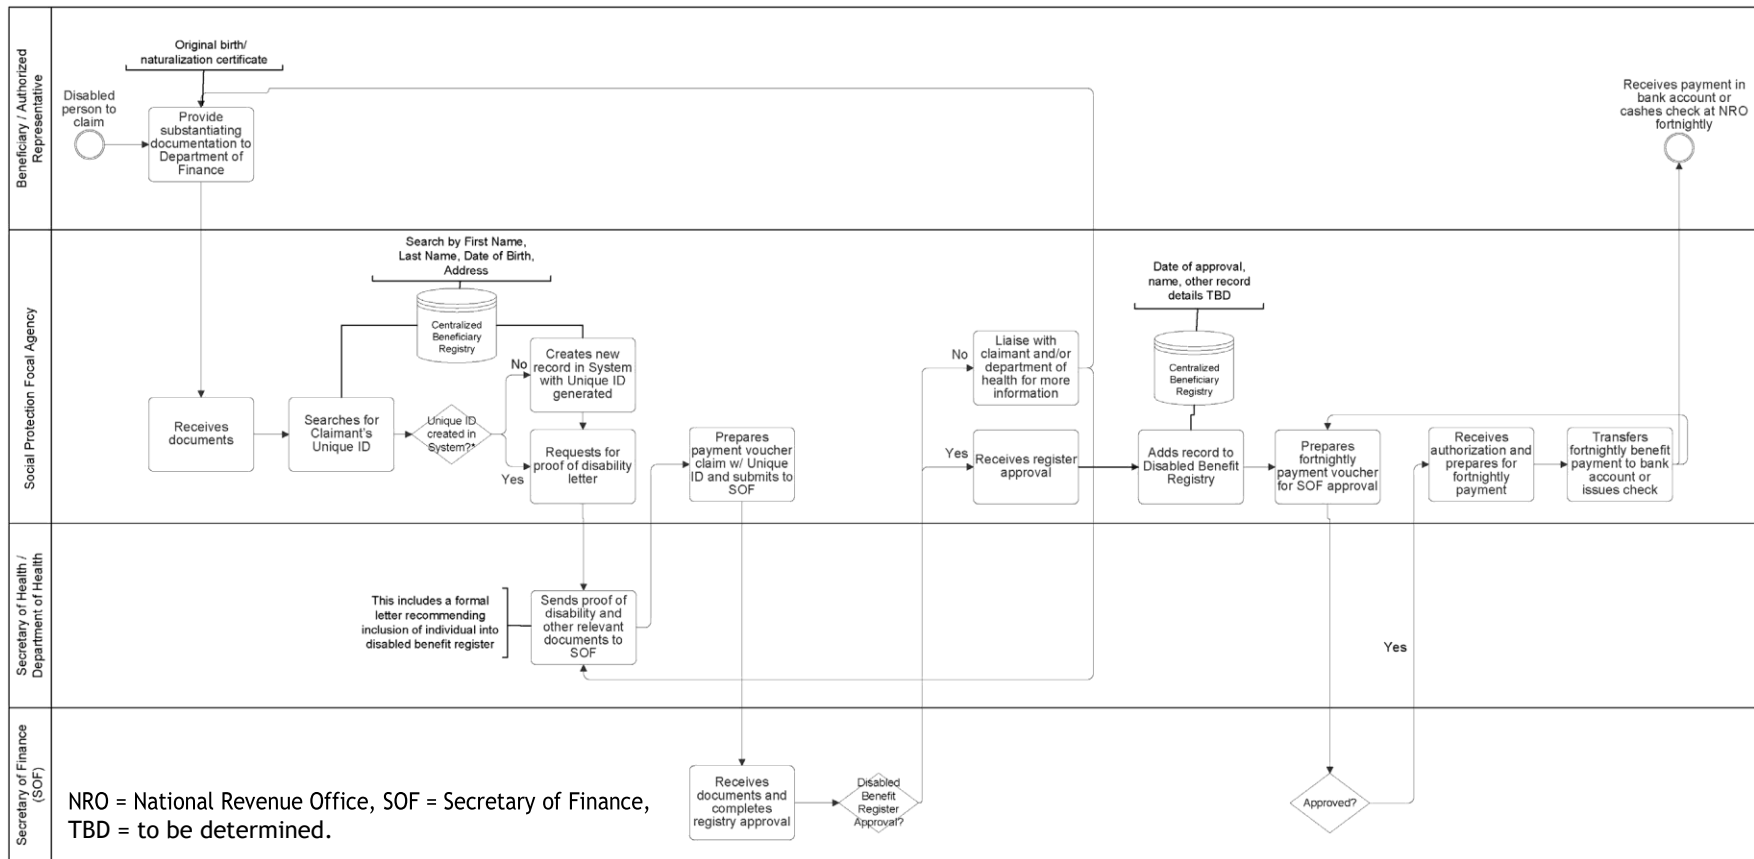 Beneficiary / Authorized
Representative
Original birth/
naturalization certificate
Disabled
person to
claim
Provide
substantiating
documentation to
Department of
Finance
Receives payment in
bank account or
cashes check at NRO
fortnightly
Social Protection Focal Agency
Search by First Name,
Last Name, Date of Birth,
Address
Centralized
Beneficiary
Registry
Receives
documents
Searches for
Claimant's
Unique ID
Unique ID
created in
System?*
No
Yes
Creates new
record in System
with Unique ID
generated
Requests for
proof of disability
letter
Prepares
payment voucher
claim w/ Unique
ID and submits to
SOF
No
Liaise with
claimant and/or
department of
health for more
information
Yes
Receives register
approval
Date of approval,
name, other record
details TBD
Centralized
Beneficiary
Registry
Adds record to
Disabled Benefit
Registry
Prepares
fortnightly
payment voucher
for SOF approval
Receives
authorization and
prepares for
fortnightly
payment
Transfers
fortnightly benefit
payment to bank
account or
issues check
Secretary of Health /
Department of Health
This includes a formal
letter recommending
inclusion of individual into
disabled benefit register
Sends proof of
disability and
other relevant
documents to
SOF
Yes
Secretary of Finance
(SOF)
NRO = National Revenue Office, SOF = Secretary of Finance,
TBD = to be determined.
Receives
documents and
completes
registry approval
Disabled
Benefit
Register
Approval?
Approved?